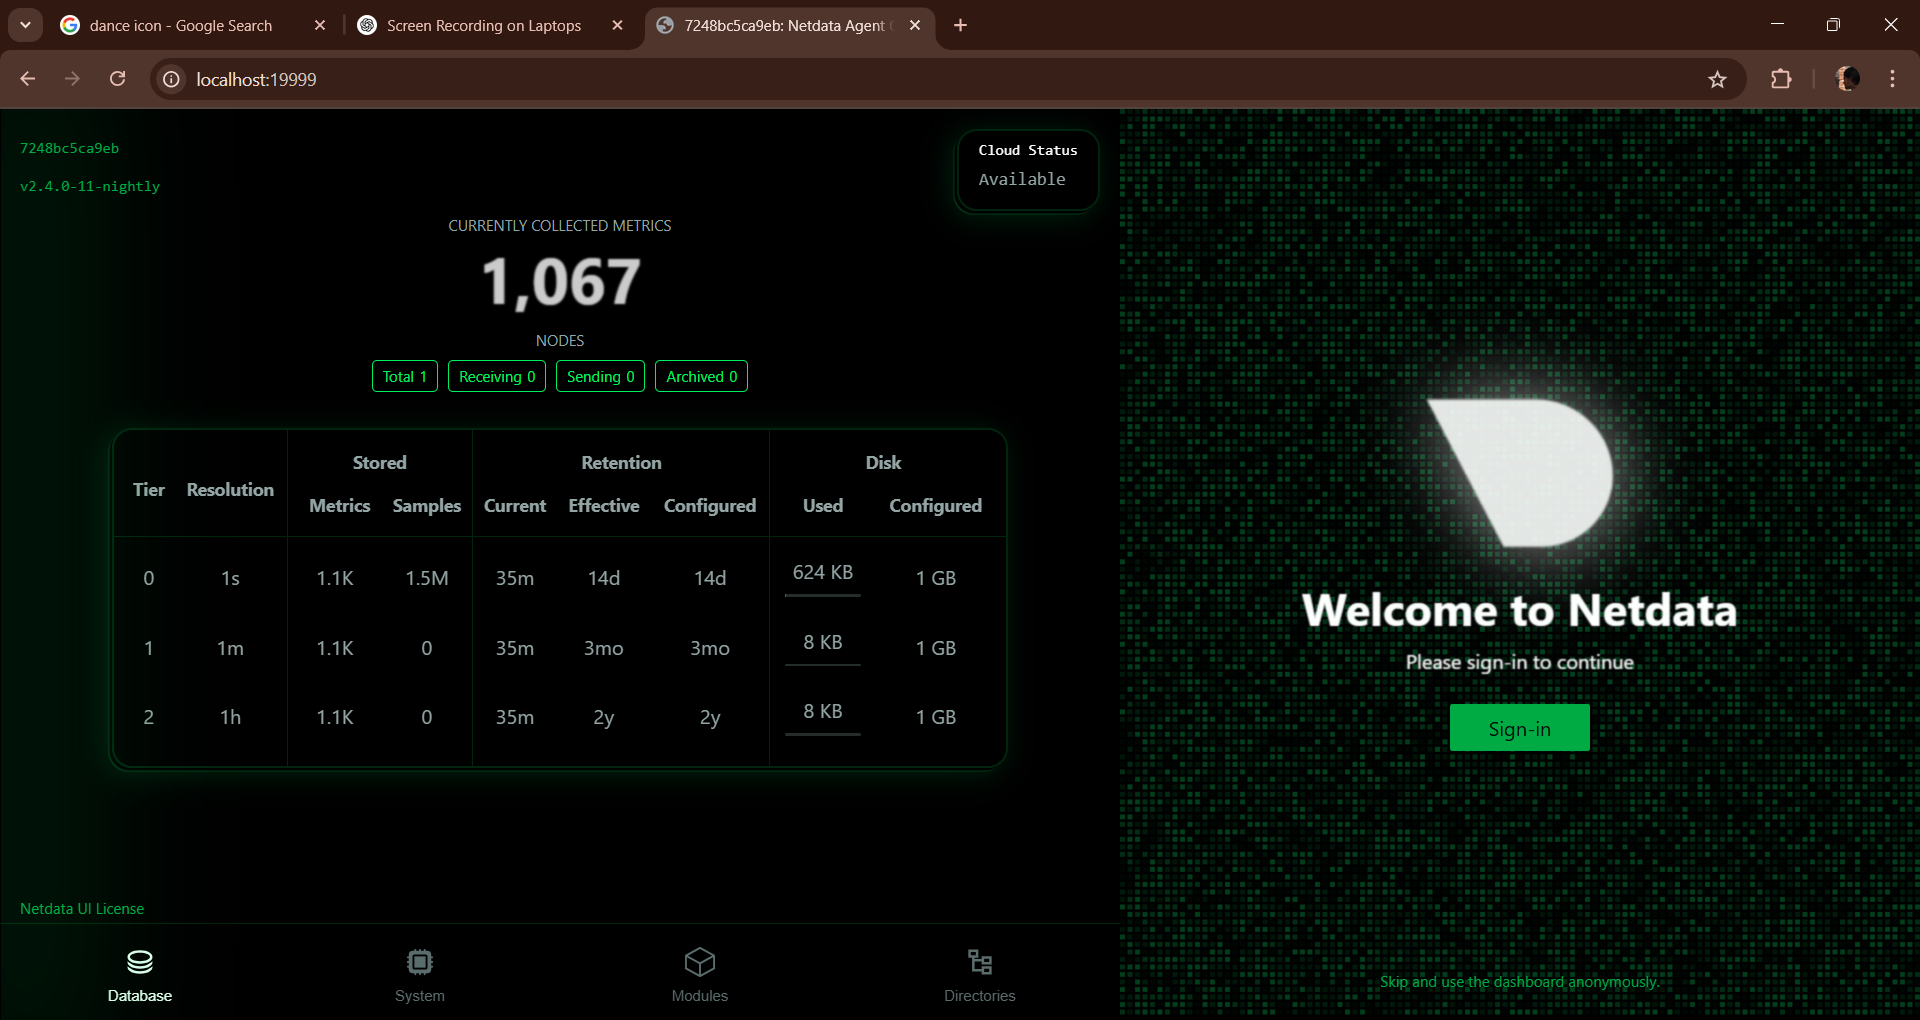 dance icon - Google Search
Screen Recording on Laptops
7248bc5ca9eb: Netdata Agent
localhost:19999
7248bc5ca9eb
v2.4.0-11-nightly
Cloud Status
Available
CURRENTLY COLLECTED METRICS
1,067
NODES
Total 1 Receiving 0 Sending 0 Archived 0
Stored Retention Disk
Tier Resolution Metrics Samples Current Effective Configured Used Configured
0 1s 1.1K 1.5M 35m 14d 14d 624 KB 1 GB
1 1m 1.1K 0 35m 3mo 3mo 8 KB 1 GB
2 1h 1.1K 0 35m 2y 2y 8 KB 1 GB
Netdata UI License
Database System Modules Directories
Welcome to Netdata
Please sign-in to continue
Sign-in
Skip and use the dashboard anonymously.